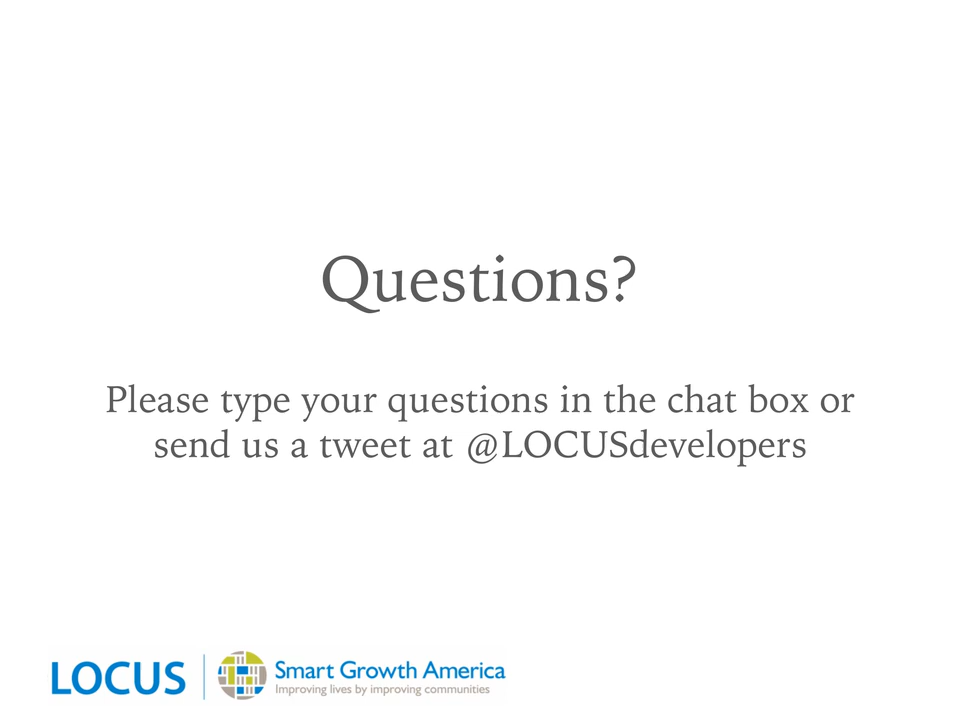 Questions?
Please type your questions in the chat box or
send us a tweet at @LOCUSdevelopers
LOCUS
Smart Growth America
Improving lives by improving communities